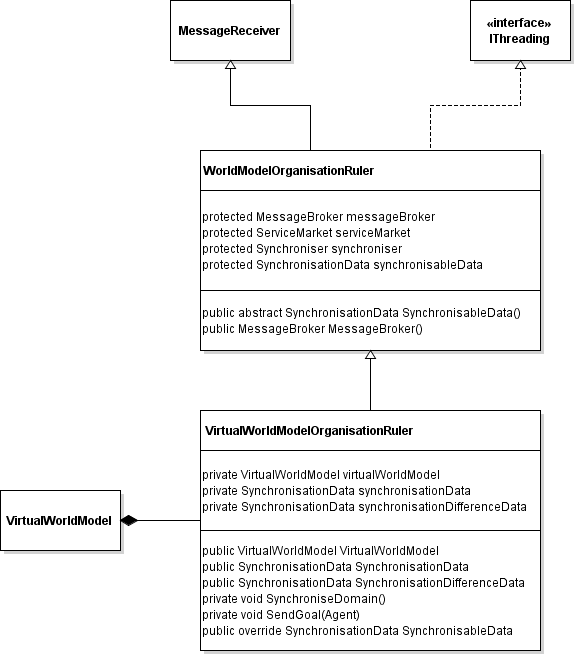 MessageReceiver
«interface»
IThreading
WorldModelOrganisationRuler
protected MessageBroker messageBroker
protected ServiceMarket serviceMarket
protected Synchroniser synchroniser
protected SynchronisationData synchronisableData
public abstract SynchronisationData SynchronisableData()
public MessageBroker MessageBroker()
VirtualWorldModelOrganisationRuler
private VirtualWorldModel virtualWorldModel
private SynchronisationData synchronisationData
private SynchronisationData synchronisationDifferenceData
VirtualWorldModel
public VirtualWorldModel VirtualWorldModel
public SynchronisationData SynchronisationData
public SynchronisationData SynchronisationDifferenceData
private void SynchroniseDomain()
private void SendGoal(Agent)
public override SynchronisationData SynchronisableData